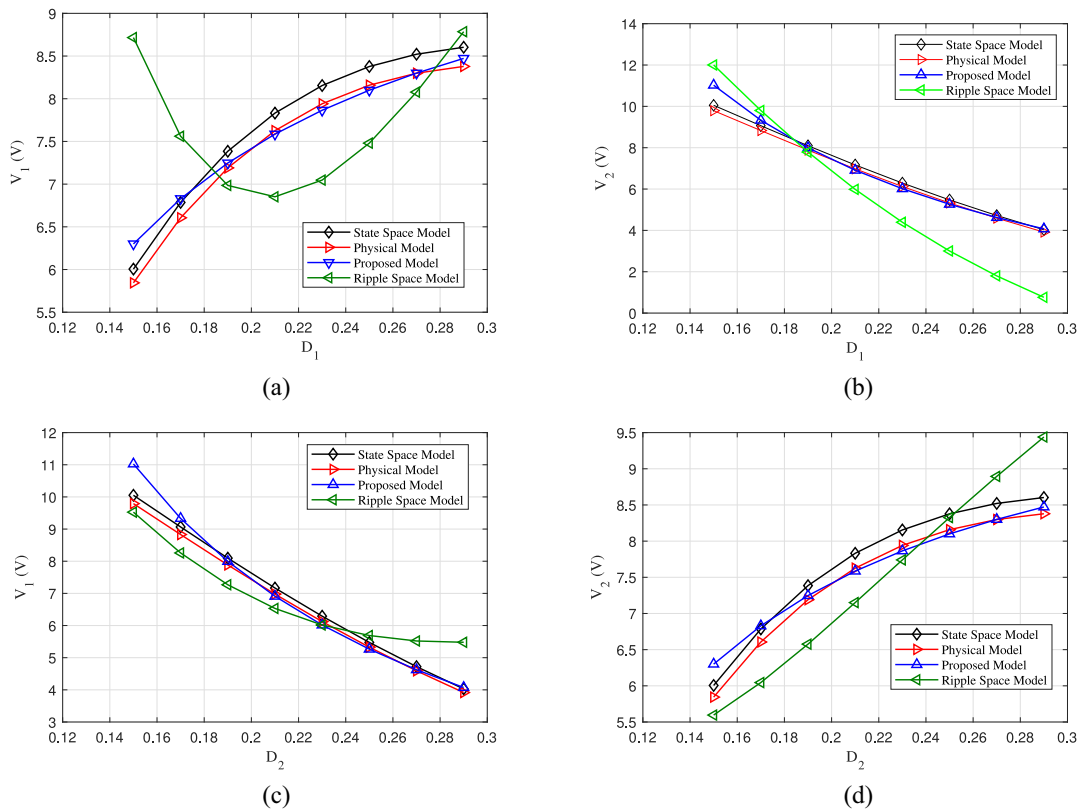 9
8.5
8
7.5
7
6.5
6
5.5
V1 (V)
State Space Model
Physical Model
Proposed Model
Ripple Space Model
0.12 0.14 0.16 0.18 0.2 0.22 0.24 0.26 0.28 0.3
D1
(a)
14
12
10
8
6
4
2
0
V2 (V)
State Space Model
Physical Model
Proposed Model
Ripple Space Model
0.12 0.14 0.16 0.18 0.2 0.22 0.24 0.26 0.28 0.3
D1
(b)
12
11
10
9
8
7
6
5
4
3
V1 (V)
State Space Model
Physical Model
Proposed Model
Ripple Space Model
0.12 0.14 0.16 0.18 0.2 0.22 0.24 0.26 0.28 0.3
D2
(c)
9.5
9
8.5
8
7.5
7
6.5
6
5.5
V2 (V)
State Space Model
Physical Model
Proposed Model
Ripple Space Model
0.12 0.14 0.16 0.18 0.2 0.22 0.24 0.26 0.28 0.3
D2
(d)